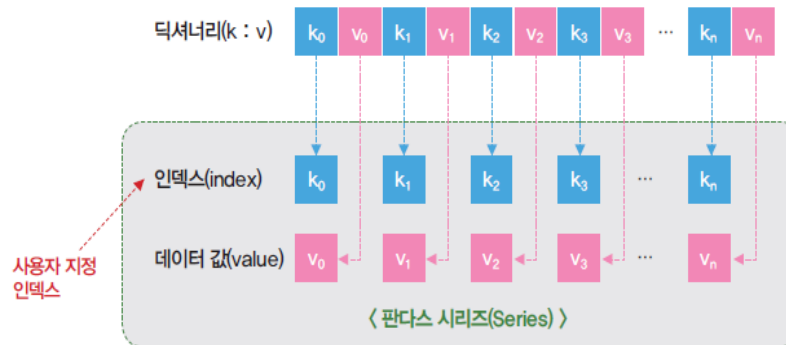 딕셔너리(k : v) k0 v0 k1 v1 k2 v2 k3 v3 ··· kn vn
인덱스(index) k0 k1 k2 k3 ··· kn
사용자 지정
인덱스
데이터 값(value) v0 v1 v2 v3 ··· vn
〈 판다스 시리즈(Series) 〉